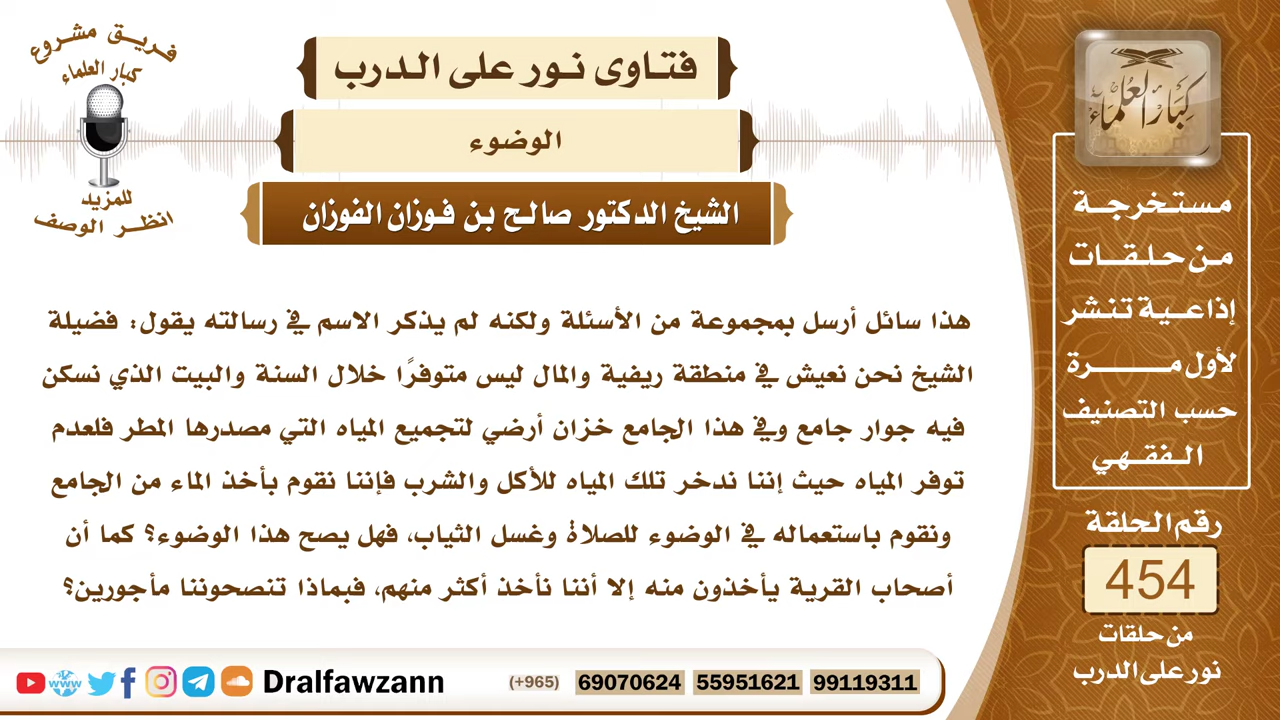 فتاوى نور على الدرب
الوضوء
الشيخ الدكتور صالح بن فوزان الفوزان
فريق مشروع
كبار العلماء
للمزيد
انظر الوصف
هذا سائل أرسل بمجموعة من الأسئلة ولكنه لم يذكر الاسم في رسالته يقول: فضيلة
الشيخ نحن نعيش في منطقة ريفية والمال ليس متوفرًا خلال السنة والبيت الذي نسكن
فيه جوار جامع وفي هذا الجامع خزان أرضي لتجميع المياه التي مصدرها المطر فلعدم
توفر المياه حيث إننا ندخر تلك المياه للأكل والشرب فإننا نقوم بأخذ الماء من الجامع
ونقوم باستعماله في الوضوء للصلاة وغسل الثياب، فهل يصح هذا الوضوء؟ كما أن
أصحاب القرية يأخذون منه إلا أننا نأخذ أكثر منهم، فبماذا تنصحوننا مأجورين؟
كبار العلماء
مستخرجة
من حلقات
إذاعية تنشر
لأول مرة
حسب التصنيف
الفقهي
رقم الحلقة
454
من حلقات
نور على الدرب
www Dralfawzann (+965) 69070624 55951621 99119311